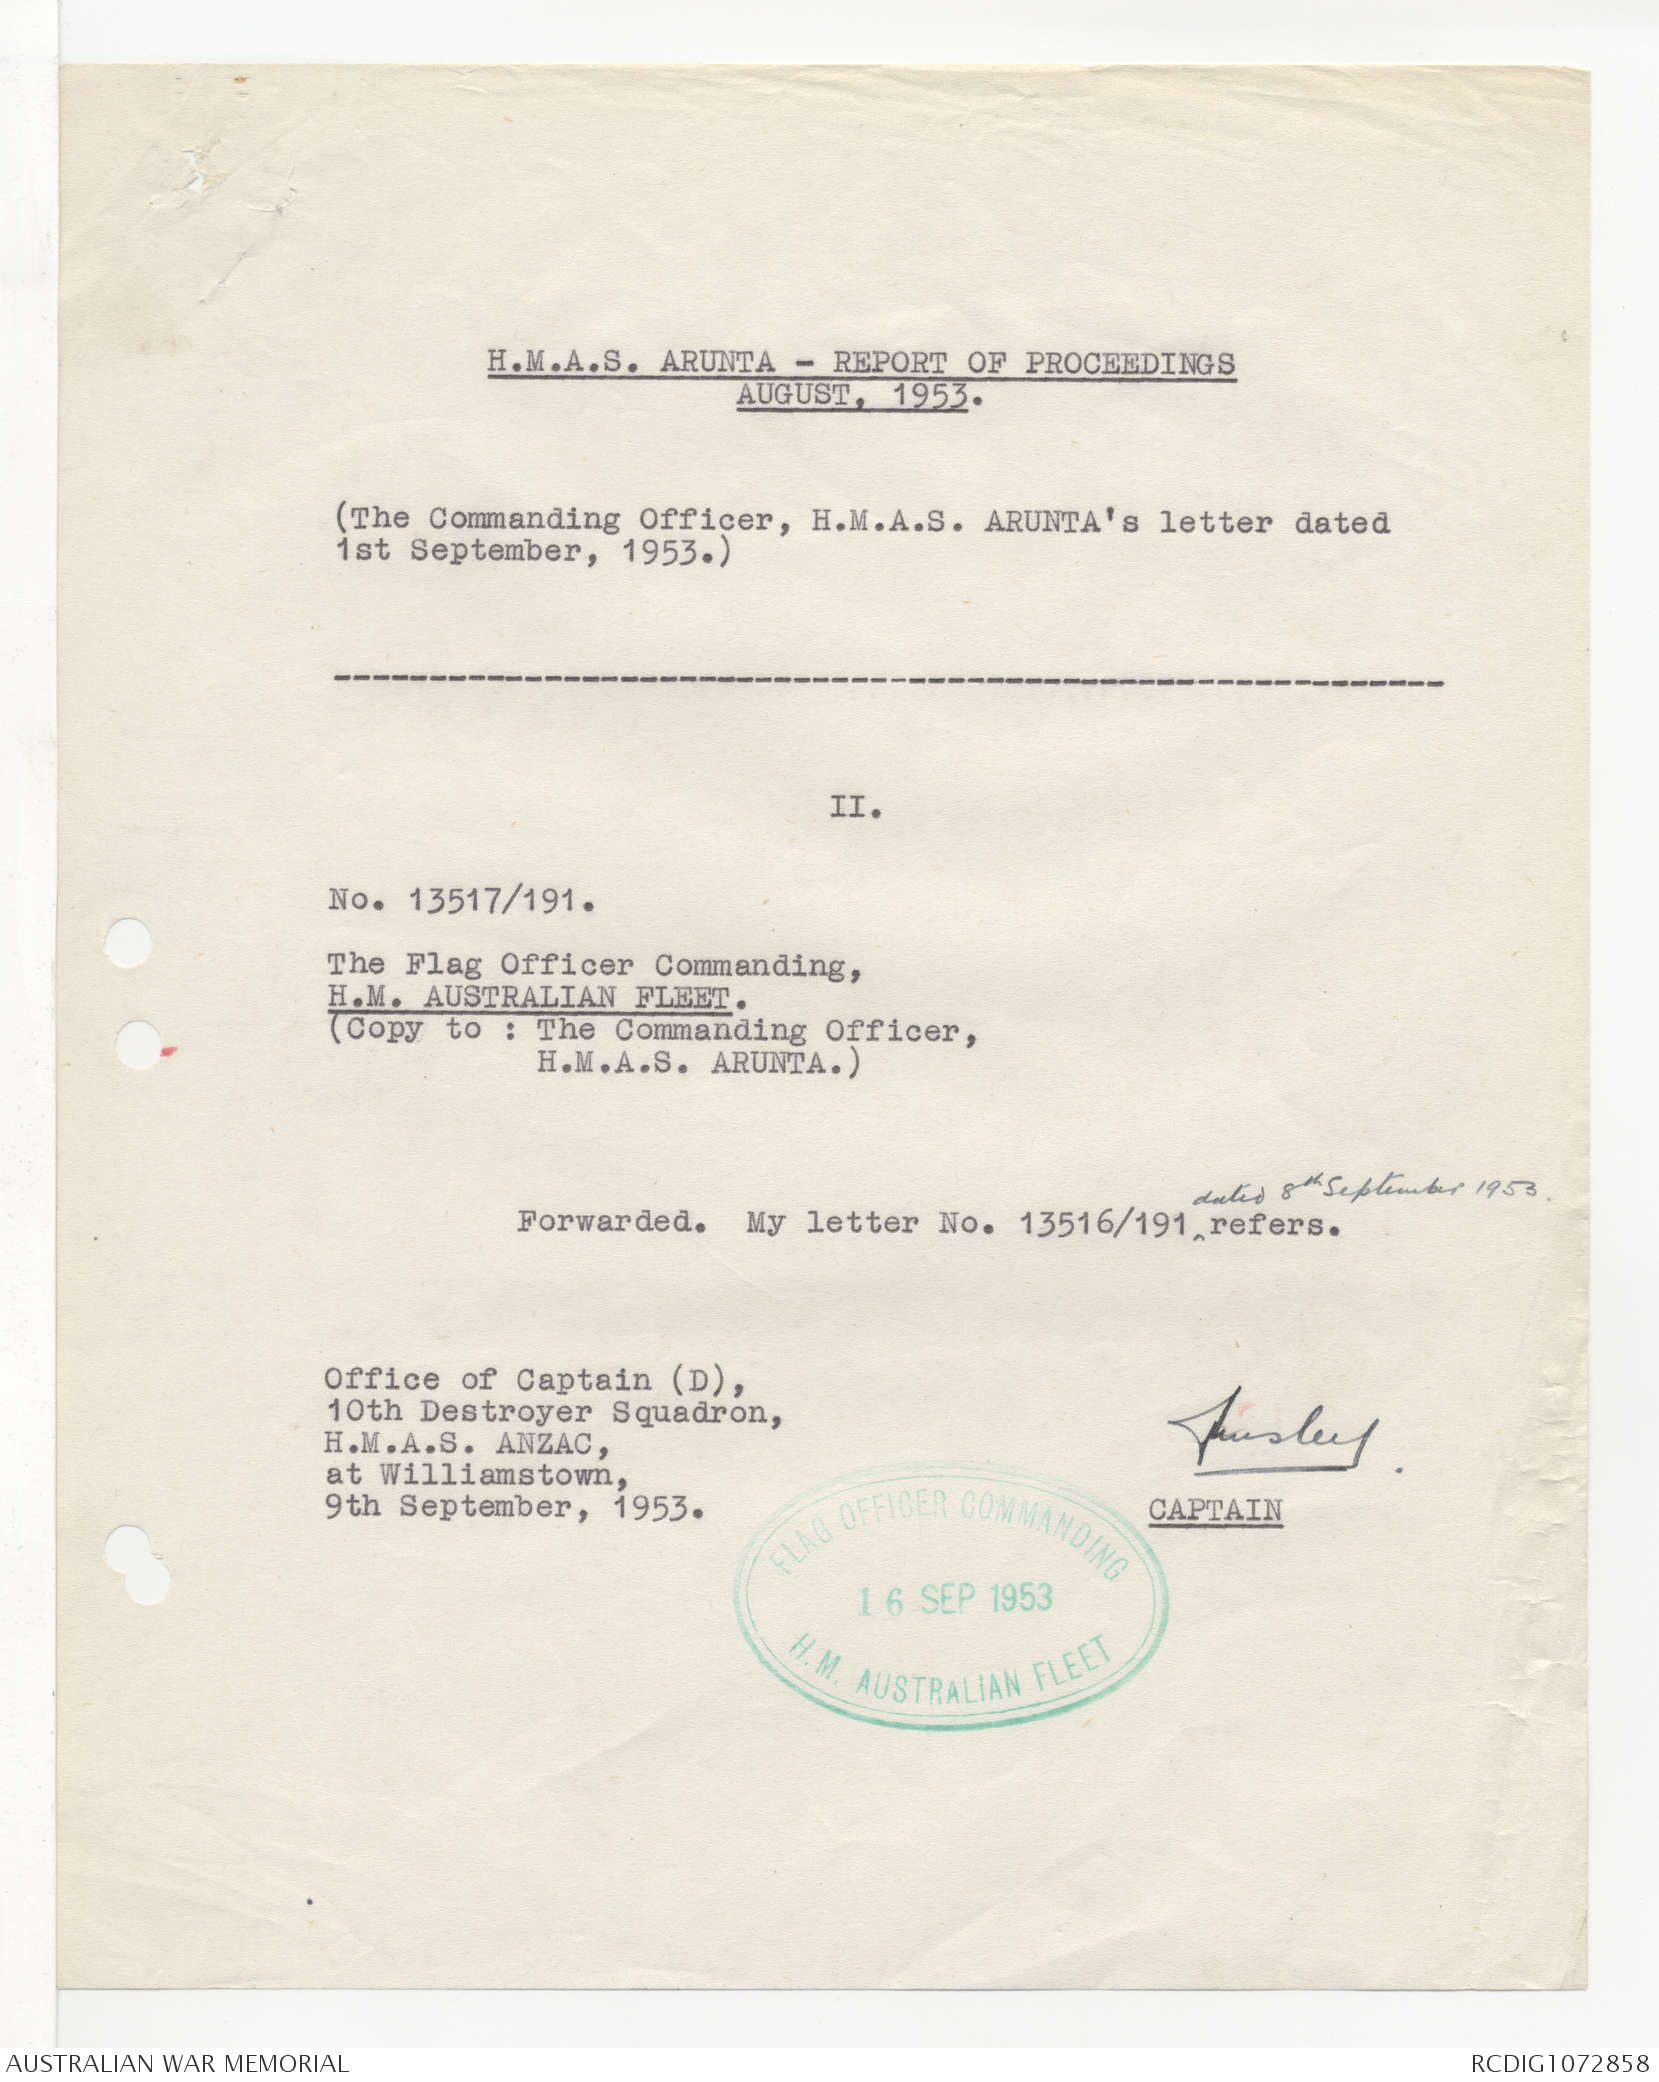 H.M.A.S. ARUNTA - REPORT OF PROCEEDINGS
AUGUST, 1953.
(The Commanding Officer, H.M.A.S. ARUNTA's letter dated
1st September, 1953.)
----------------------------------------------------------
II.
No. 13517/191.
The Flag Officer Commanding,
H.M. AUSTRALIAN FLEET.
(Copy to : The Commanding Officer,
H.M.A.S. ARUNTA.)
dated 8th September 1953.
Forwarded. My letter No. 13516/191 ^ refers.
Office of Captain (D),
10th Destroyer Squadron,
H.M.A.S. ANZAC,
at Williamstown,
9th September, 1953.
CAPTAIN
FLAG OFFICER COMMANDING
16 SEP 1953
H.M. AUSTRALIAN FLEET
AUSTRALIAN WAR MEMORIAL
RCDIG1072858